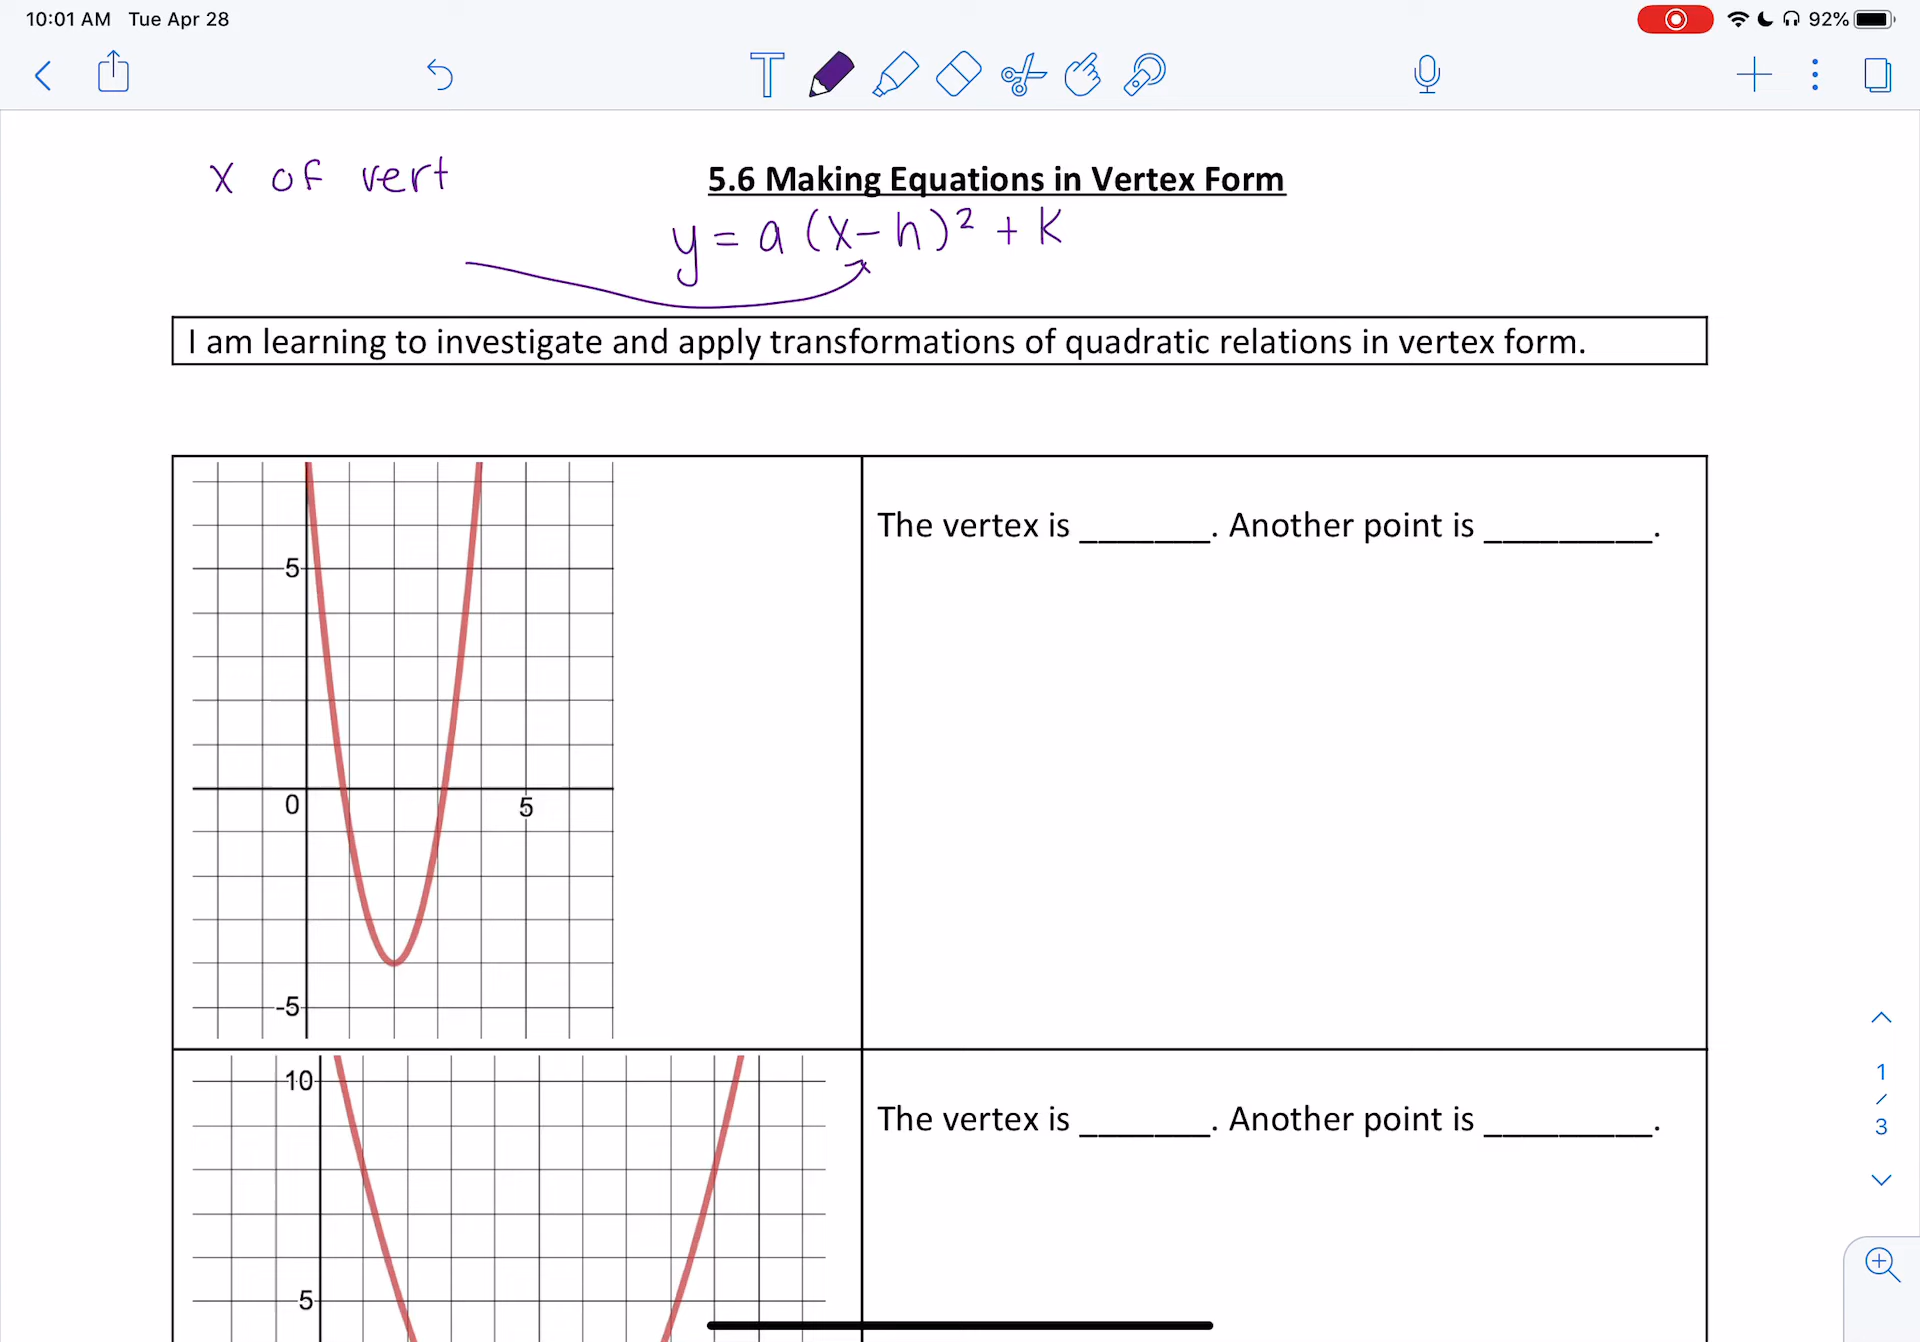 10:01 AM Tue Apr 28
92%
x of vert
5.6 Making Equations in Vertex Form
y = a (x-h)² + k
I am learning to investigate and apply transformations of quadratic relations in vertex form.
5
0
5
-5
The vertex is _______. Another point is _________.
10
5
The vertex is _______. Another point is _________.
1
/
3